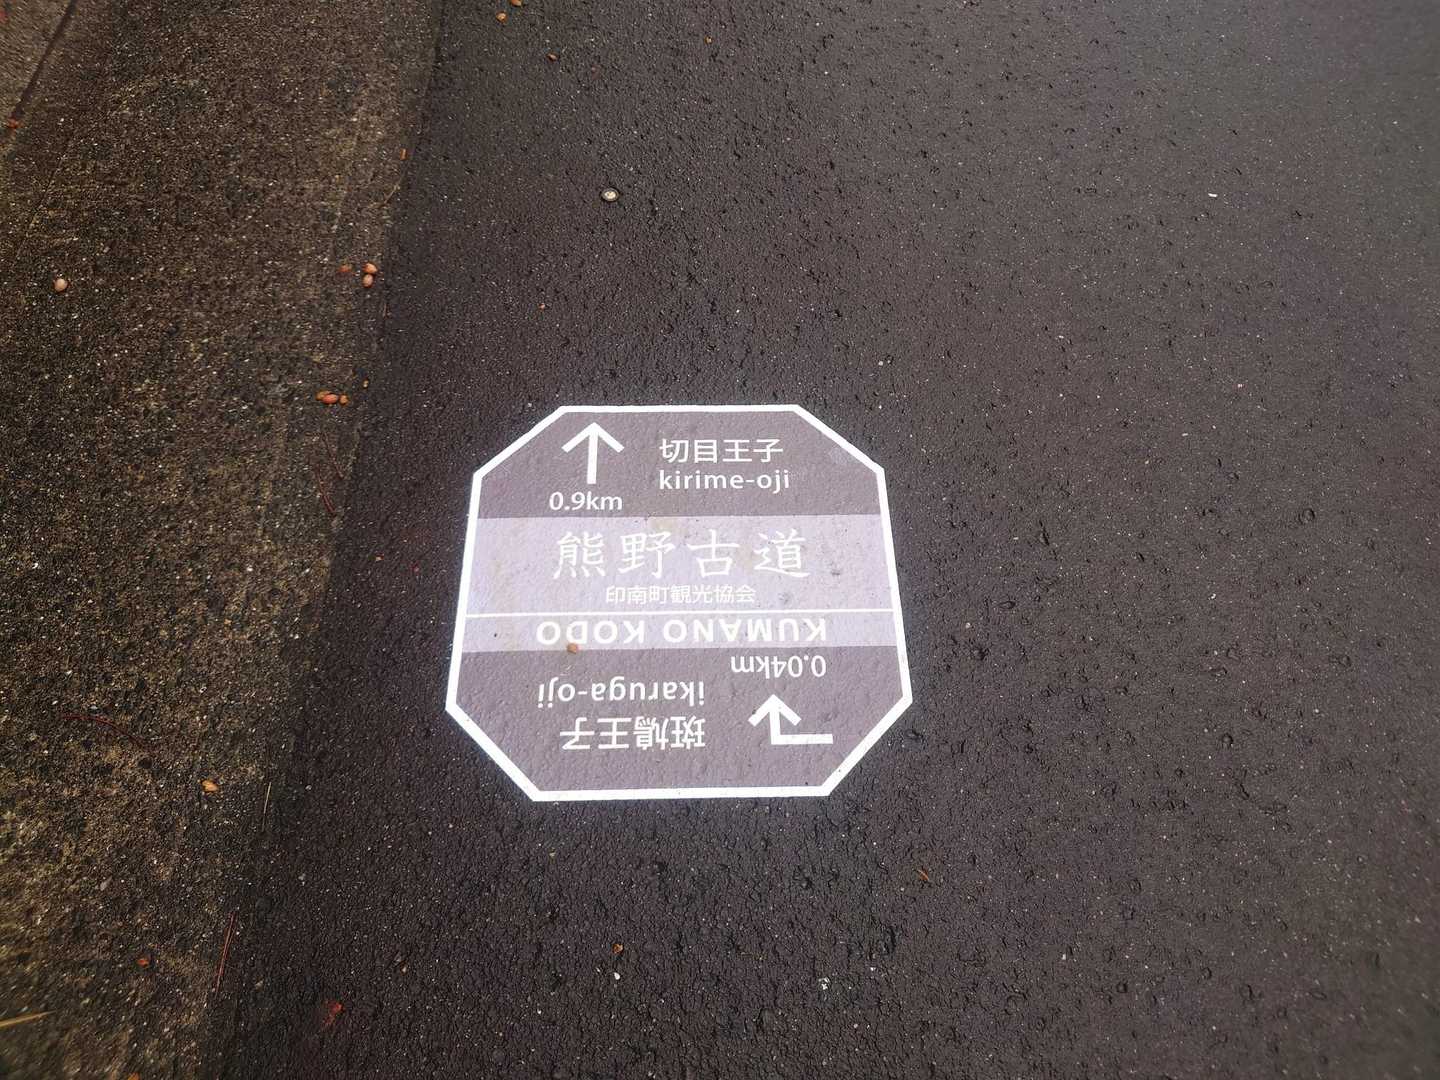 切目王子
kirime-oji
0.9km
熊野古道
印南町観光協会
KUMANO KODO
0.04km
ikaruga-oji
斑鳩王子